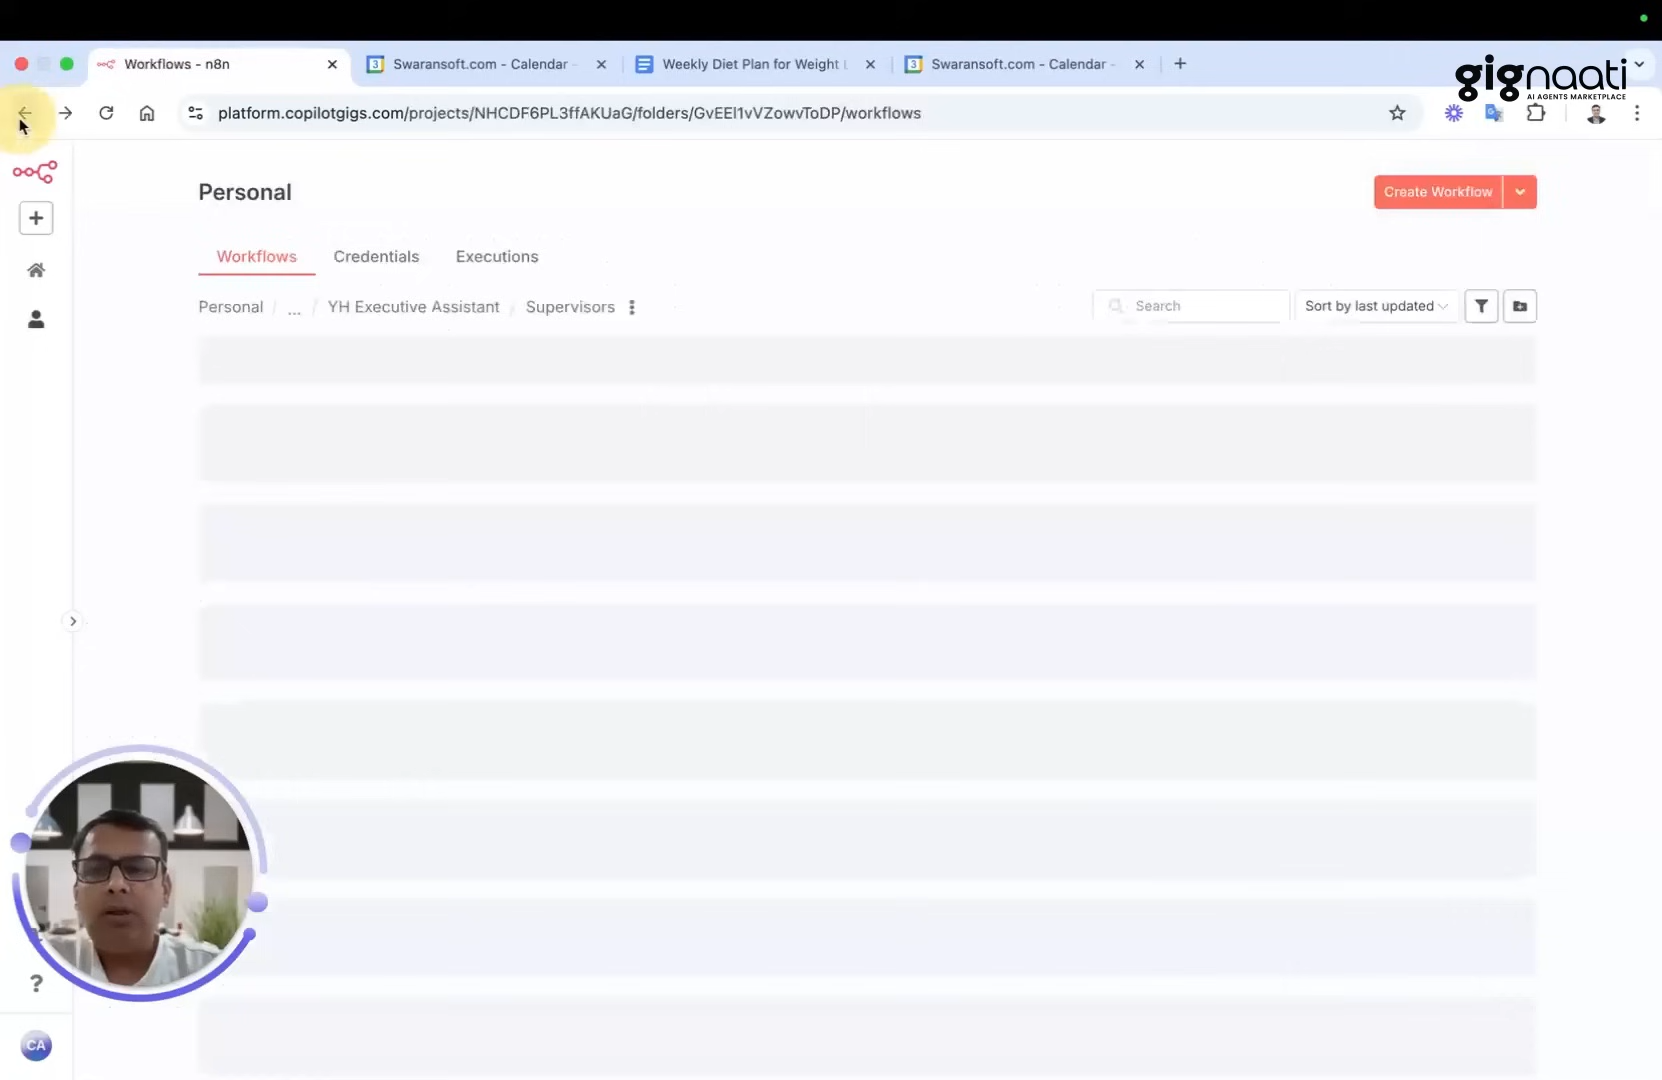 Workflows - n8n
Swaransoft.com - Calendar -
Weekly Diet Plan for Weight L
Swaransoft.com - Calendar -
gignaati
AI AGENTS MARKETPLACE
platform.copilotgigs.com/projects/NHCDF6PL3ffAKUaG/folders/GvEEI1vVZowvToDP/workflows
Personal
Create Workflow
Workflows
Credentials
Executions
Personal / ... / YH Executive Assistant / Supervisors
Search
Sort by last updated
?
CA